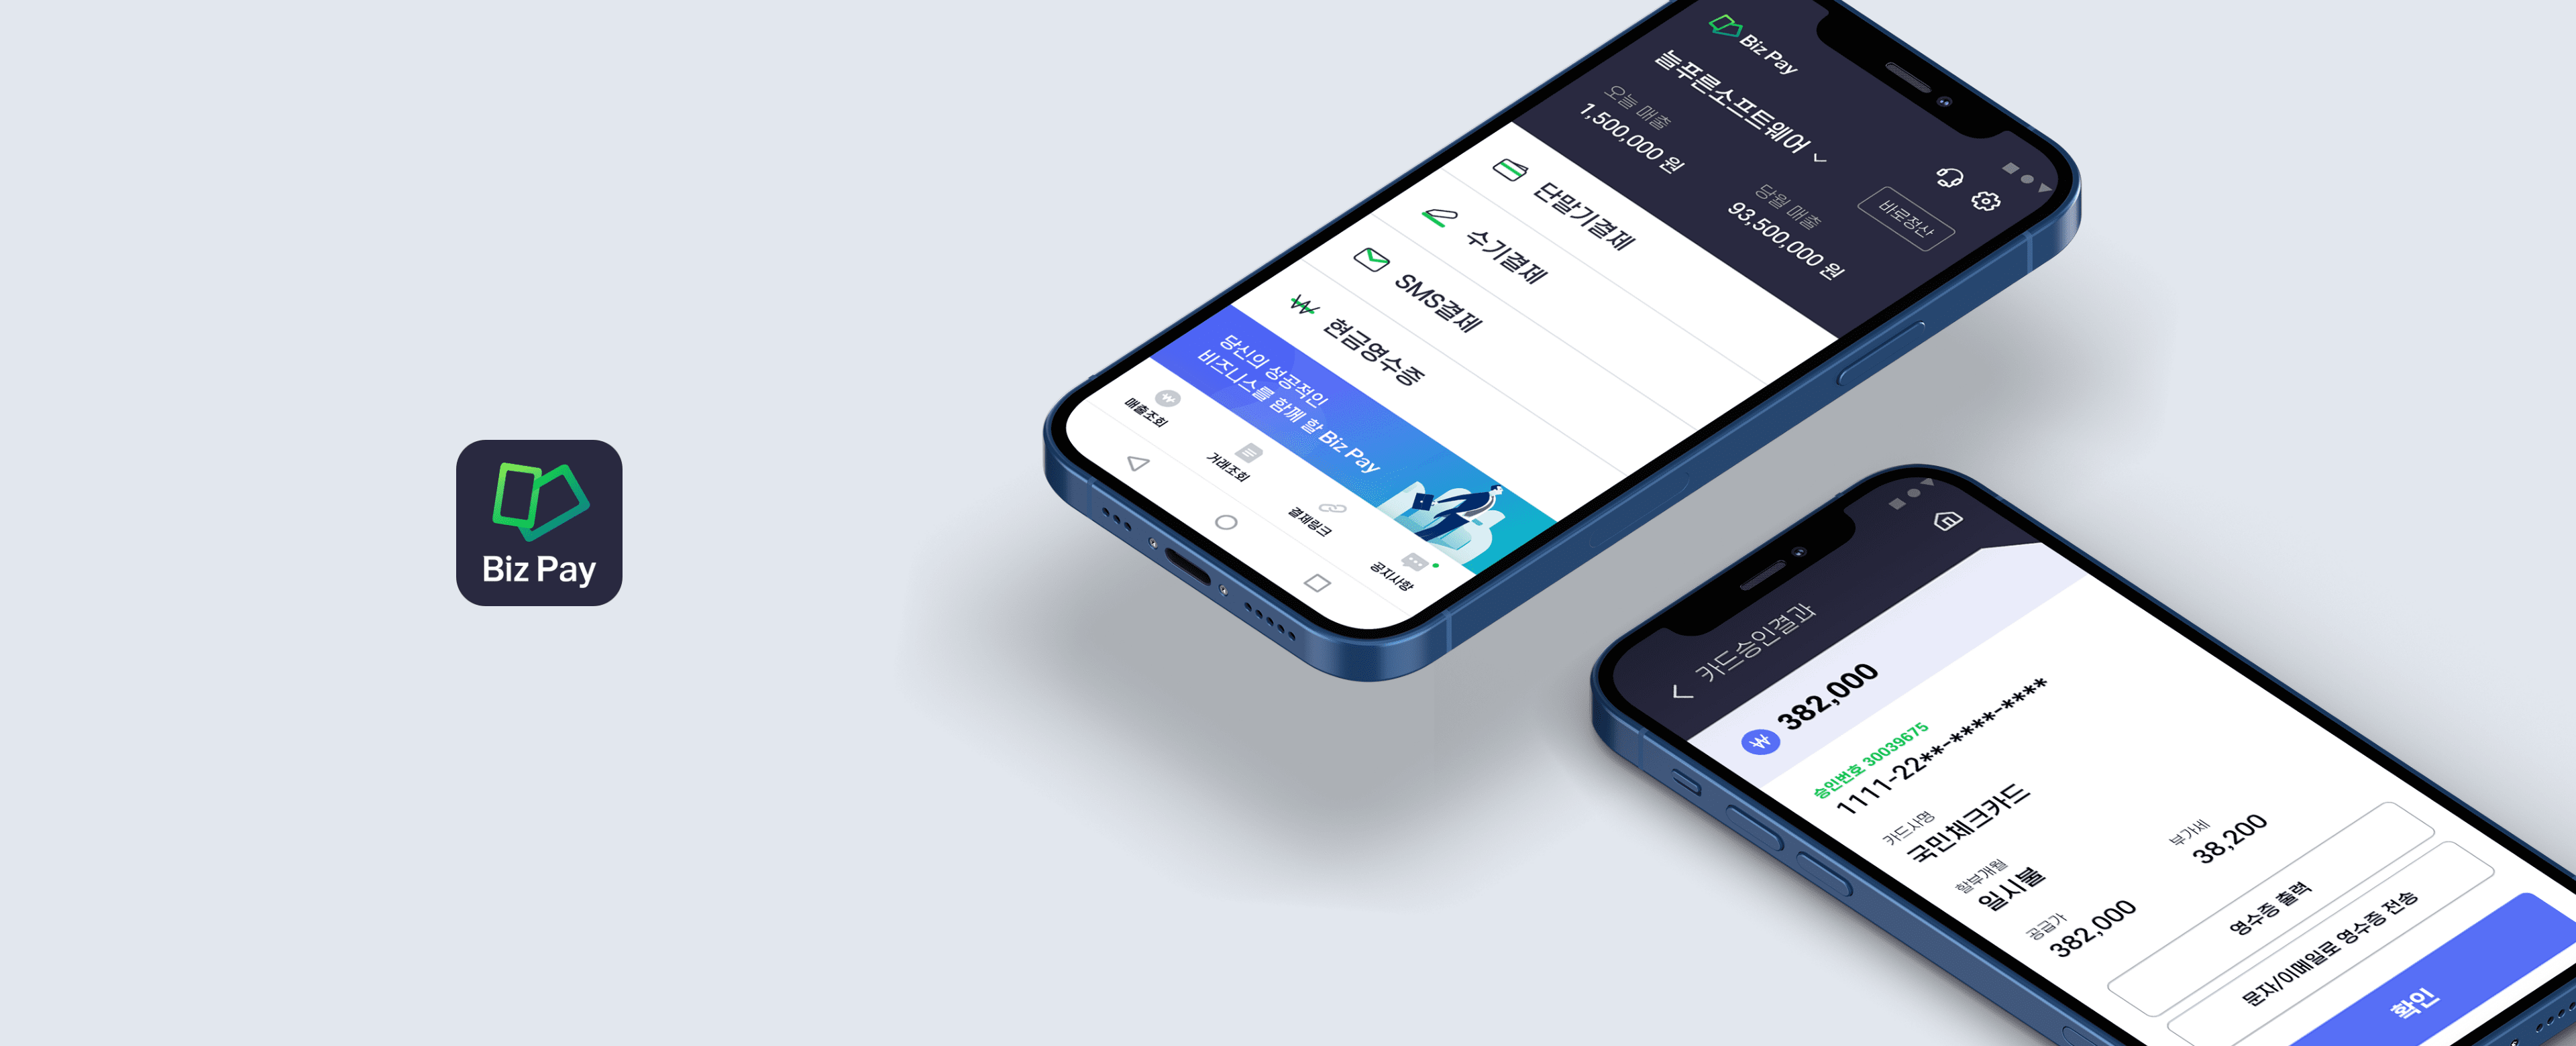 Biz Pay
Biz Pay
늘푸른소프트웨어
오늘 매출
1,500,000 원
당월 매출
93,500,000 원
바로정산
단말기결제
수기결제
SMS결제
현금영수증
당신의 성공적인
비즈니스를 함께 할 Biz Pay
매출조회
거래조회
결제링크
공지사항
카드승인결과
₩ 382,000
승인번호 30039675
1111-22**-****-****
카드사명
국민체크카드
할부개월
일시불
공급가
382,000
부가세
38,200
영수증 출력
문자/이메일로 영수증 전송
확인